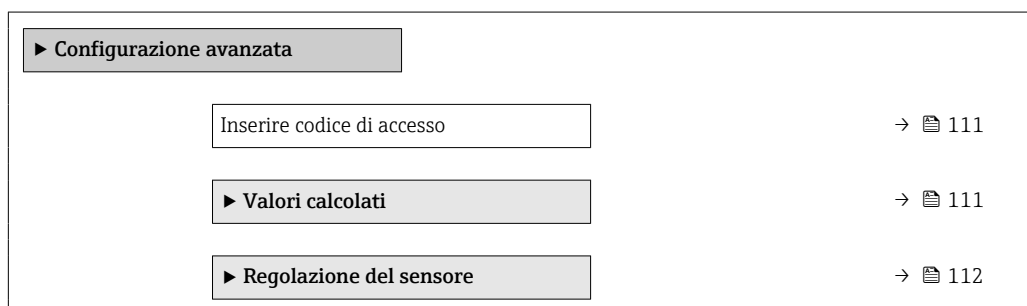 ▶ Configurazione avanzata
Inserire codice di accesso → 111
▶ Valori calcolati → 111
▶ Regolazione del sensore → 112